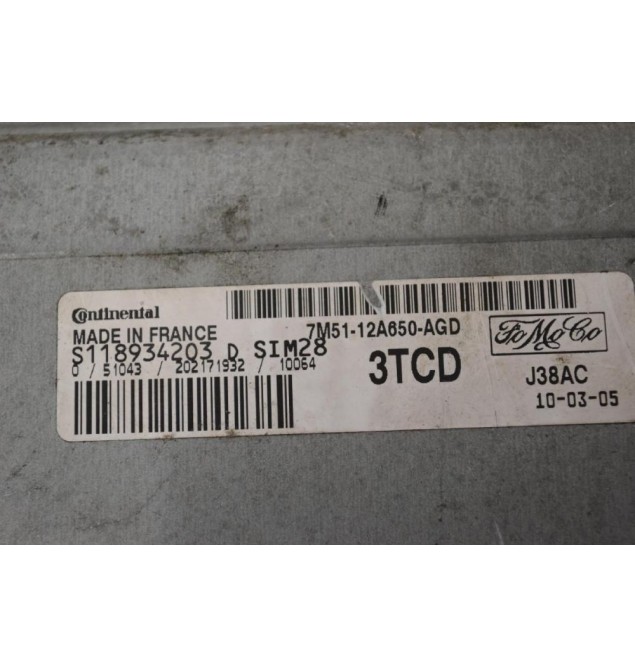 Continental
MADE IN FRANCE
S118934203 D SIM28
0 / 51043 / 202171932 / 10064
7M51-12A650-AGD
3TCD
FoMoCo
J38AC
10-03-05